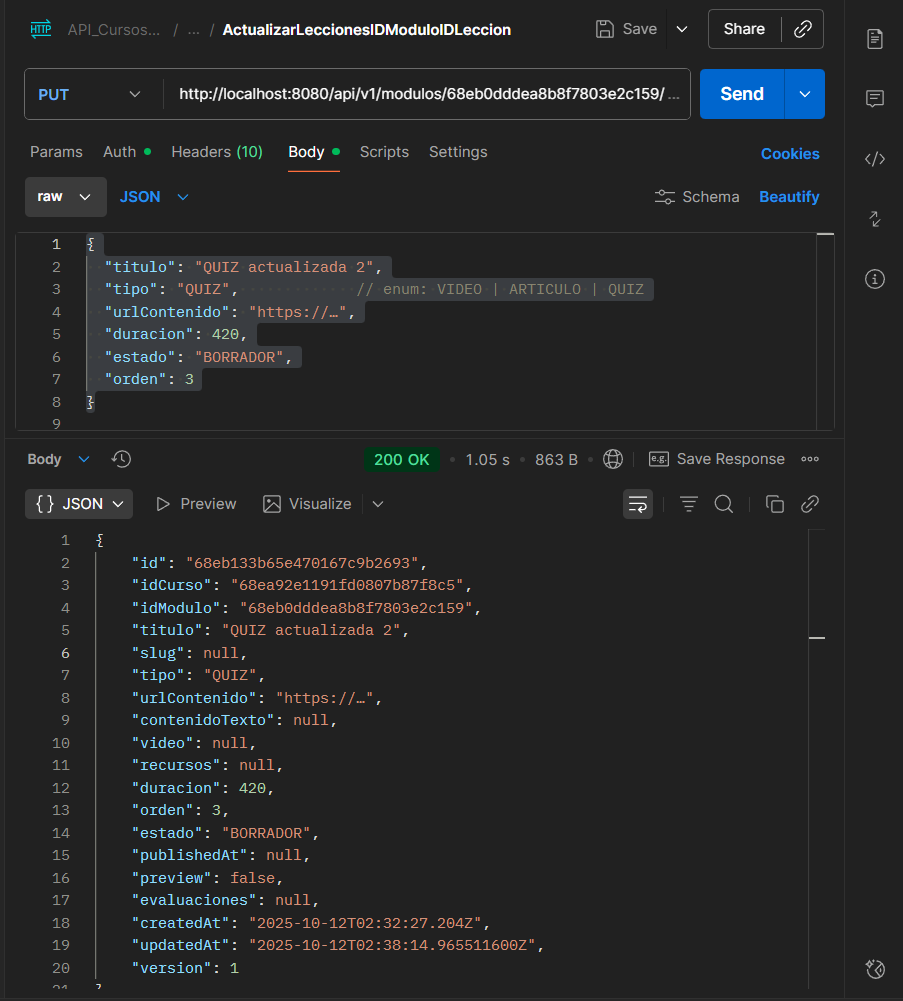 HTTP API_Cursos... / ... / ActualizarLeccionesIDModuloIDLeccion Save Share
PUT http://localhost:8080/api/v1/modulos/68eb0dddea8b8f7803e2c159/ ... Send
Params Auth Headers (10) Body Scripts Settings Cookies
raw JSON Schema Beautify
1 {
2 "titulo": "QUIZ actualizada 2",
3 "tipo": "QUIZ", // enum: VIDEO | ARTICULO | QUIZ
4 "urlContenido": "https://…",
5 "duracion": 420,
6 "estado": "BORRADOR",
7 "orden": 3
8 }
9
Body 200 OK • 1.05 s • 863 B • e.g. Save Response
{} JSON Preview Visualize
1 {
2 "id": "68eb133b65e470167c9b2693",
3 "idCurso": "68ea92e1191fd0807b87f8c5",
4 "idModulo": "68eb0dddea8b8f7803e2c159",
5 "titulo": "QUIZ actualizada 2",
6 "slug": null,
7 "tipo": "QUIZ",
8 "urlContenido": "https://…",
9 "contenidoTexto": null,
10 "video": null,
11 "recursos": null,
12 "duracion": 420,
13 "orden": 3,
14 "estado": "BORRADOR",
15 "publishedAt": null,
16 "preview": false,
17 "evaluaciones": null,
18 "createdAt": "2025-10-12T02:32:27.204Z",
19 "updatedAt": "2025-10-12T02:38:14.965511600Z",
20 "version": 1
21 }